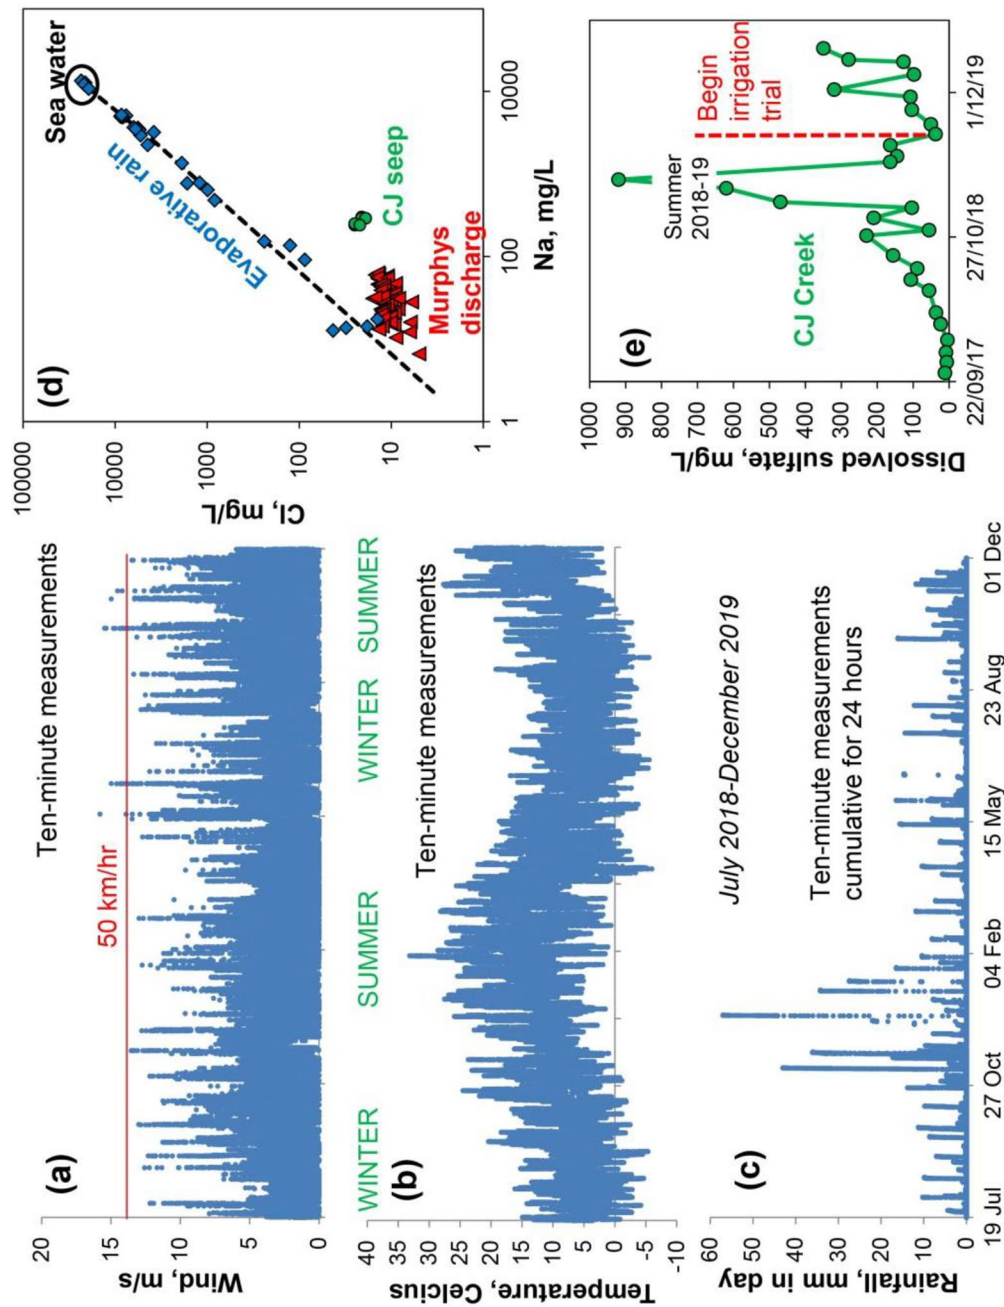 (a)
Ten-minute measurements
50 km/hr
Wind, m/s
20
15
10
5
0
WINTER
SUMMER
WINTER
SUMMER
(b)
Ten-minute measurements
Temperature, Celcius
40
35
30
25
20
15
10
5
0
-5
-10
(c)
July 2018-December 2019
Ten-minute measurements
cumulative for 24 hours
Rainfall, mm in day
60
50
40
30
20
10
0
19 Jul
27 Oct
04 Feb
15 May
23 Aug
01 Dec
(d)
Sea water
Evaporative rain
CJ seep
Murphys
discharge
Cl, mg/L
100000
10000
1000
100
10
1
1
100
10000
Na, mg/L
(e)
CJ Creek
Summer
2018-19
Begin
irrigation
trial
Dissolved sulfate, mg/L
1000
900
800
700
600
500
400
300
200
100
0
22/09/17
27/10/18
1/12/19